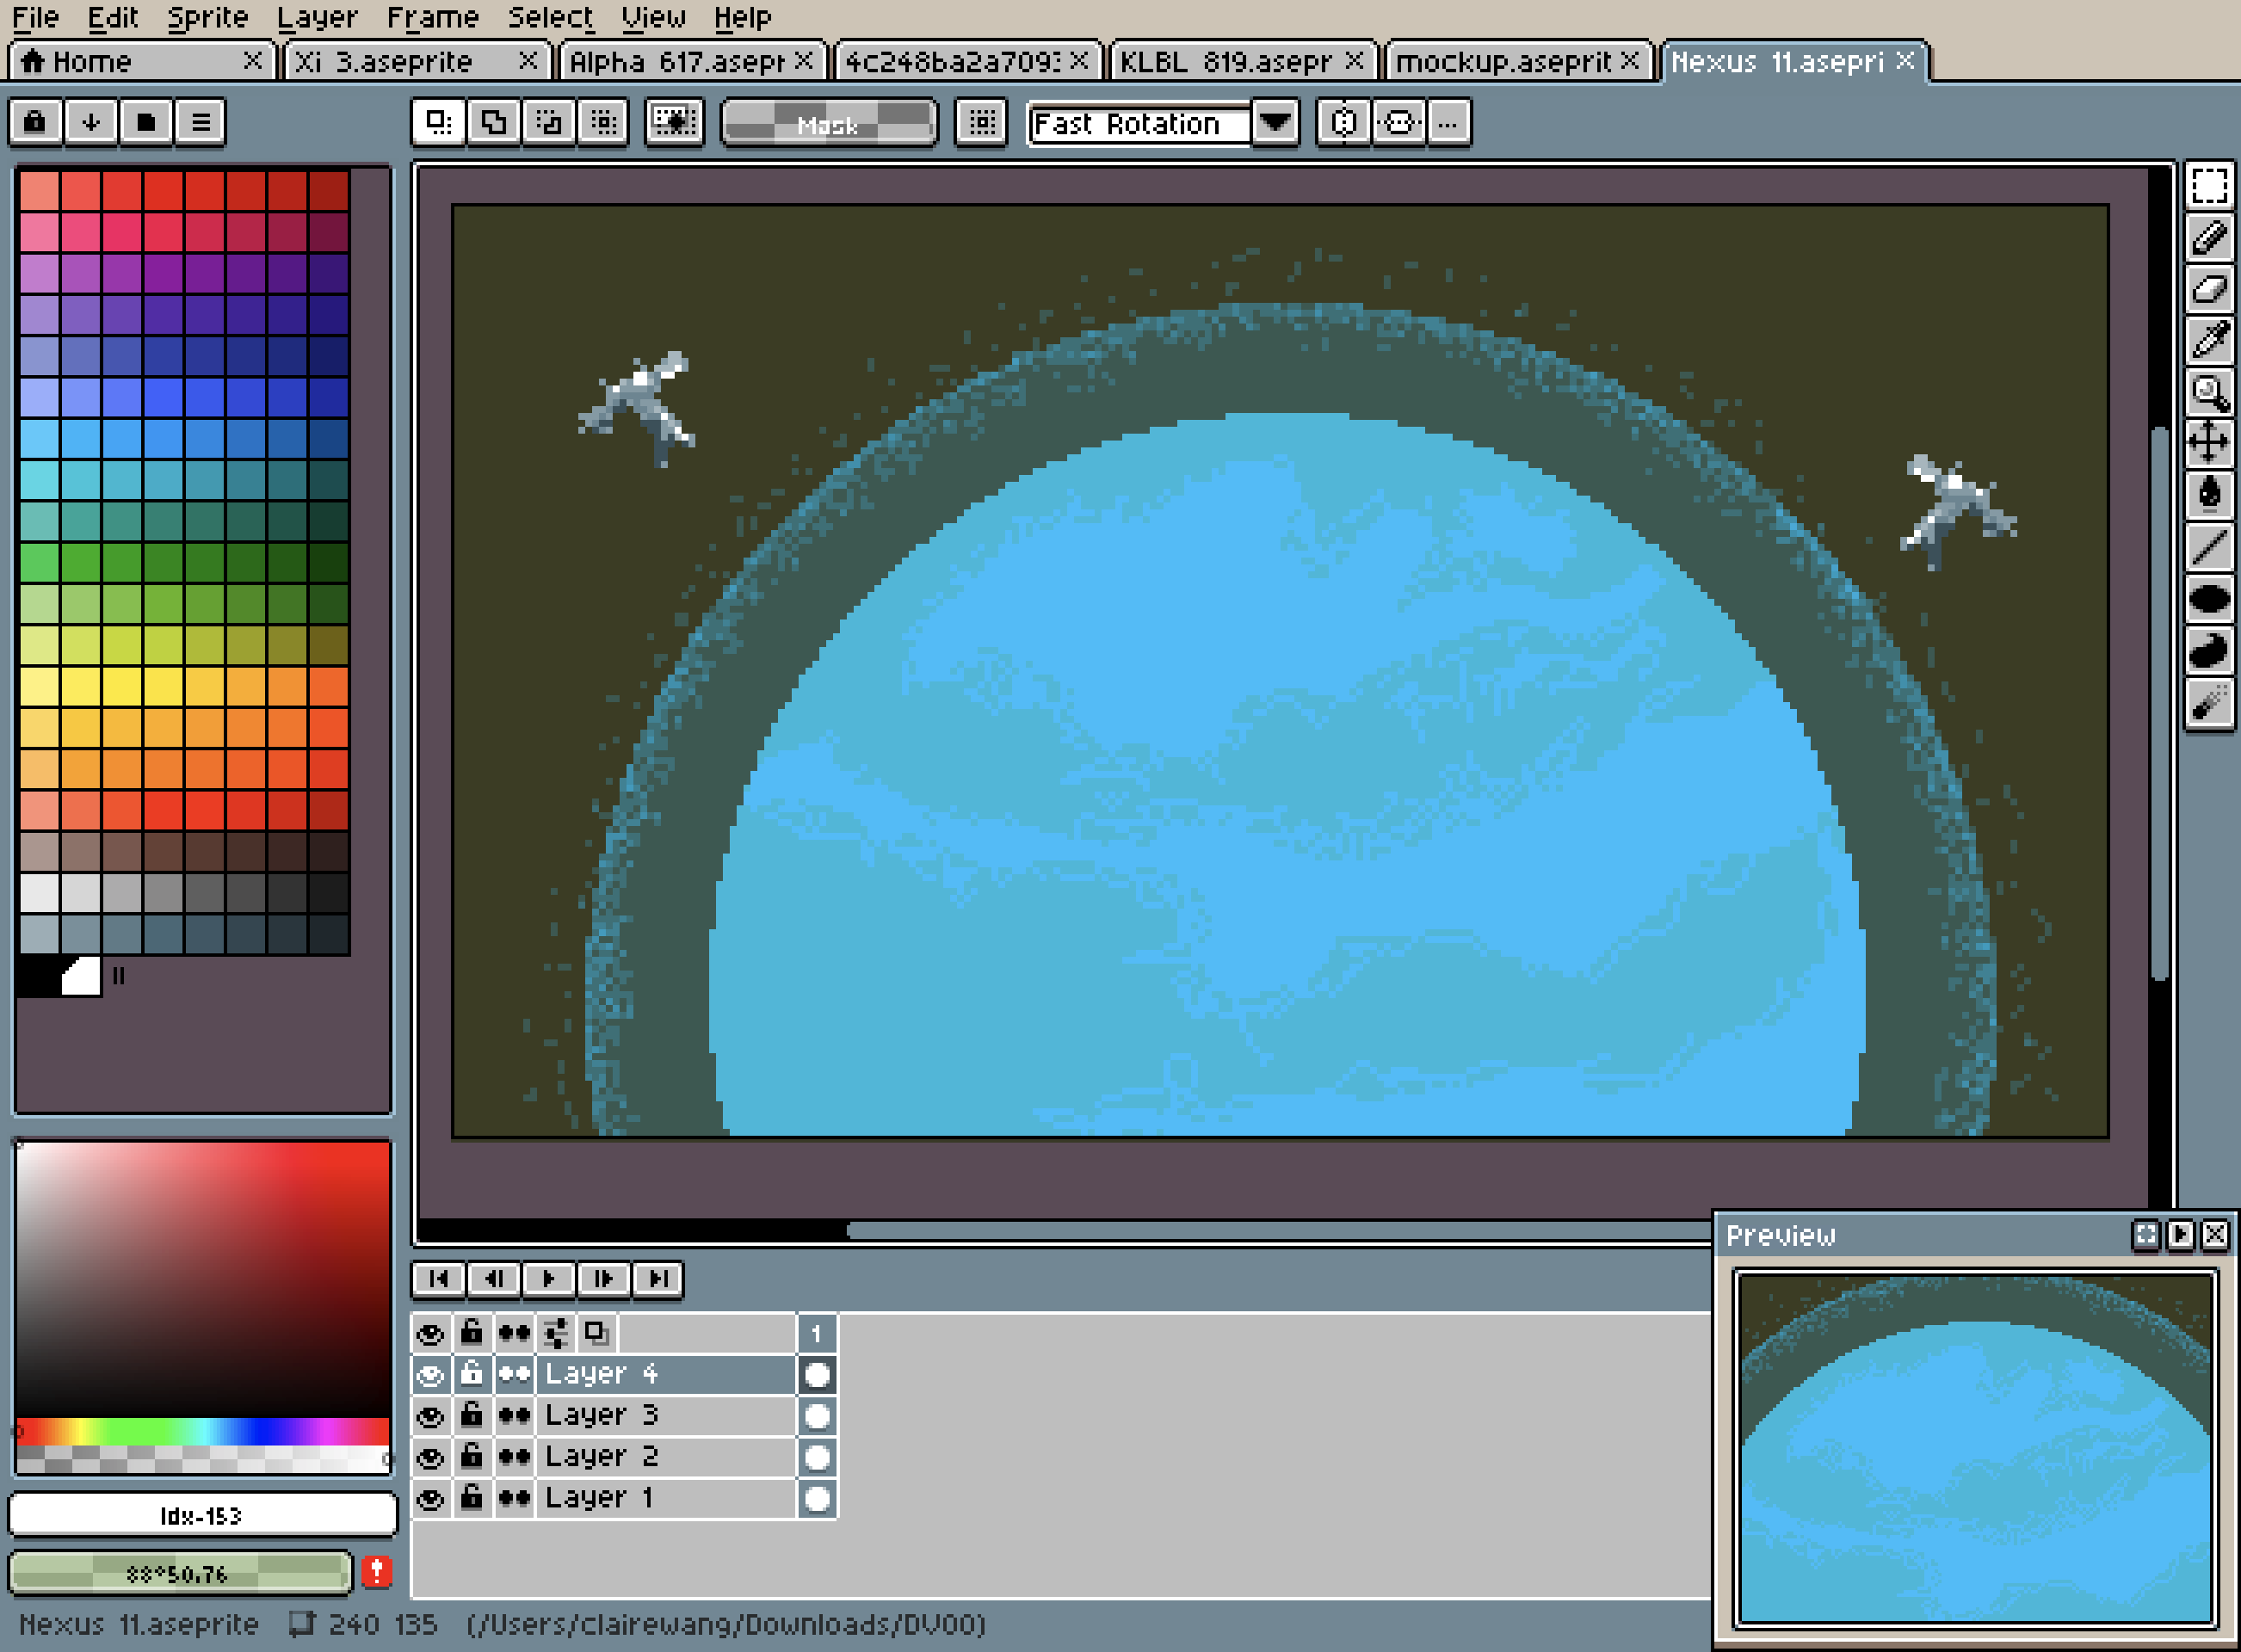 File Edit Sprite Layer Frame Select View Help
Home Xi 3.aseprite Alpha 617.asepr 4c248ba2a7093 KLBL 819.asepr mockup.aseprit Nexus 11.asepri
Mask Fast Rotation ...
Preview
1
Layer 4
Layer 3
Layer 2
Layer 1
Idx-153
88°50.76
Nexus 11.aseprite 240 135 (/Users/clairewang/Downloads/DV00)